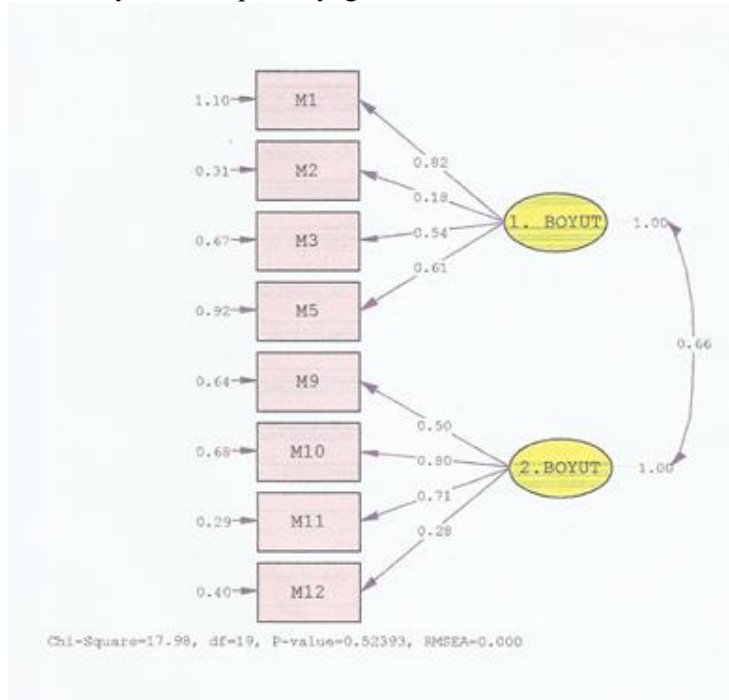 1.10 M1
0.82
0.31 M2
0.18
1. BOYUT 1.00
0.67 M3
0.54
0.61
0.92 M5
0.66
0.64 M9
0.50
0.68 M10
0.80
2.BOYUT 1.00
0.71
0.29 M11
0.28
0.40 M12
Chi-Square=17.98, df=19, P-value=0.52393, RMSEA=0.000